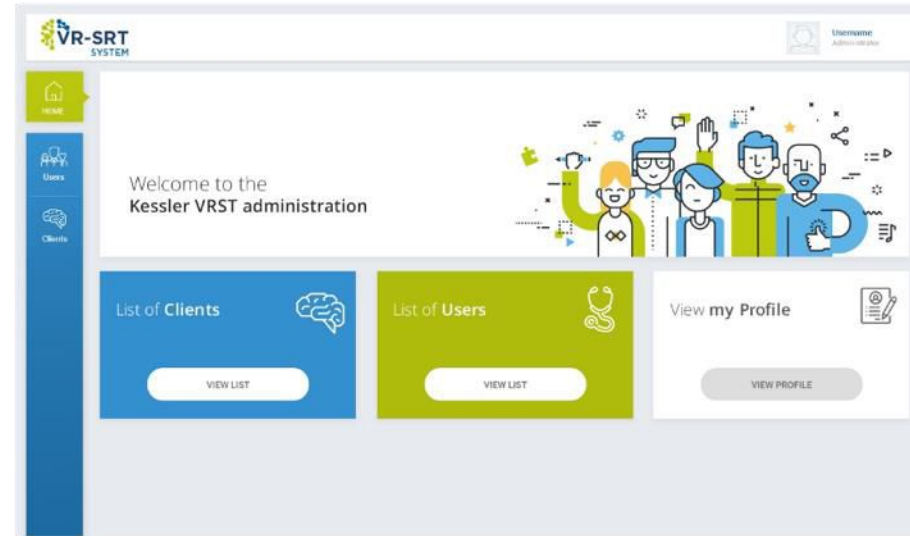 VR-SRT
SYSTEM
Username
Administrator
HOME
Users
Clients
Welcome to the
Kessler VRST administration
List of Clients
VIEW LIST
List of Users
VIEW LIST
View my Profile
VIEW PROFILE